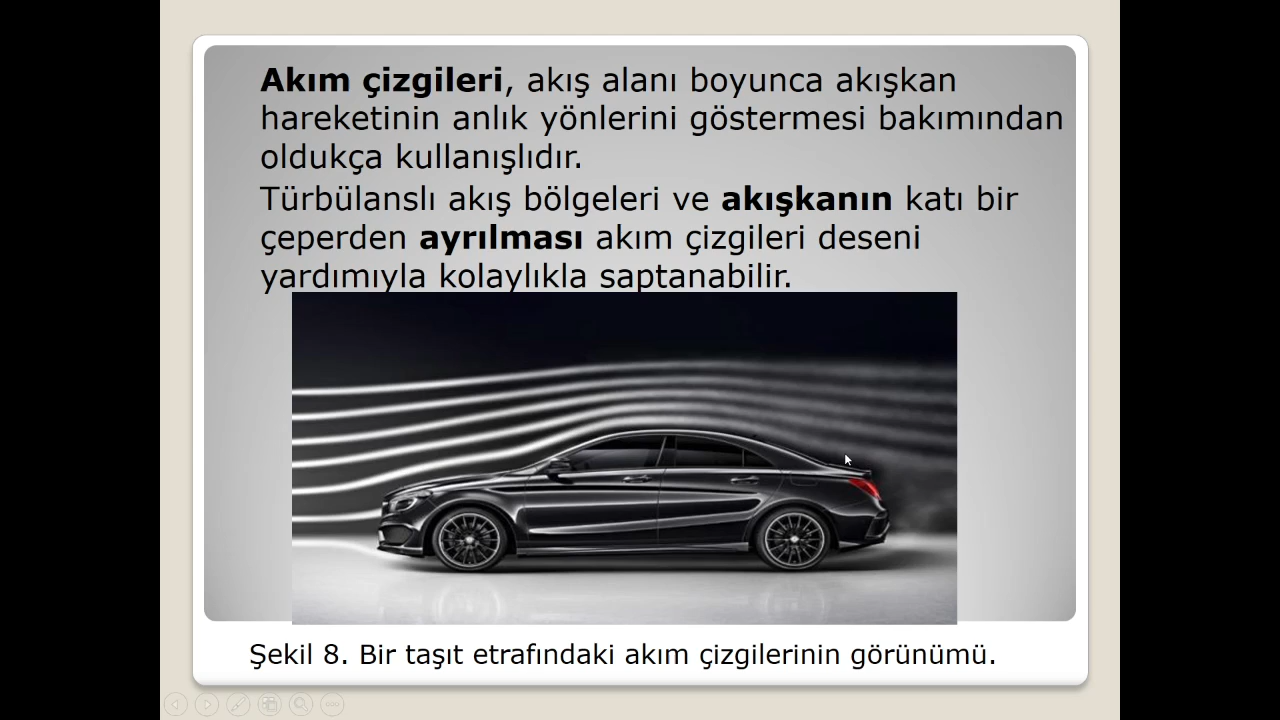 Akım çizgileri, akış alanı boyunca akışkan
hareketinin anlık yönlerini göstermesi bakımından
oldukça kullanışlıdır.
Türbülanslı akış bölgeleri ve akışkanın katı bir
çeperden ayrılması akım çizgileri deseni
yardımıyla kolaylıkla saptanabilir.
Şekil 8. Bir taşıt etrafındaki akım çizgilerinin görünümü.